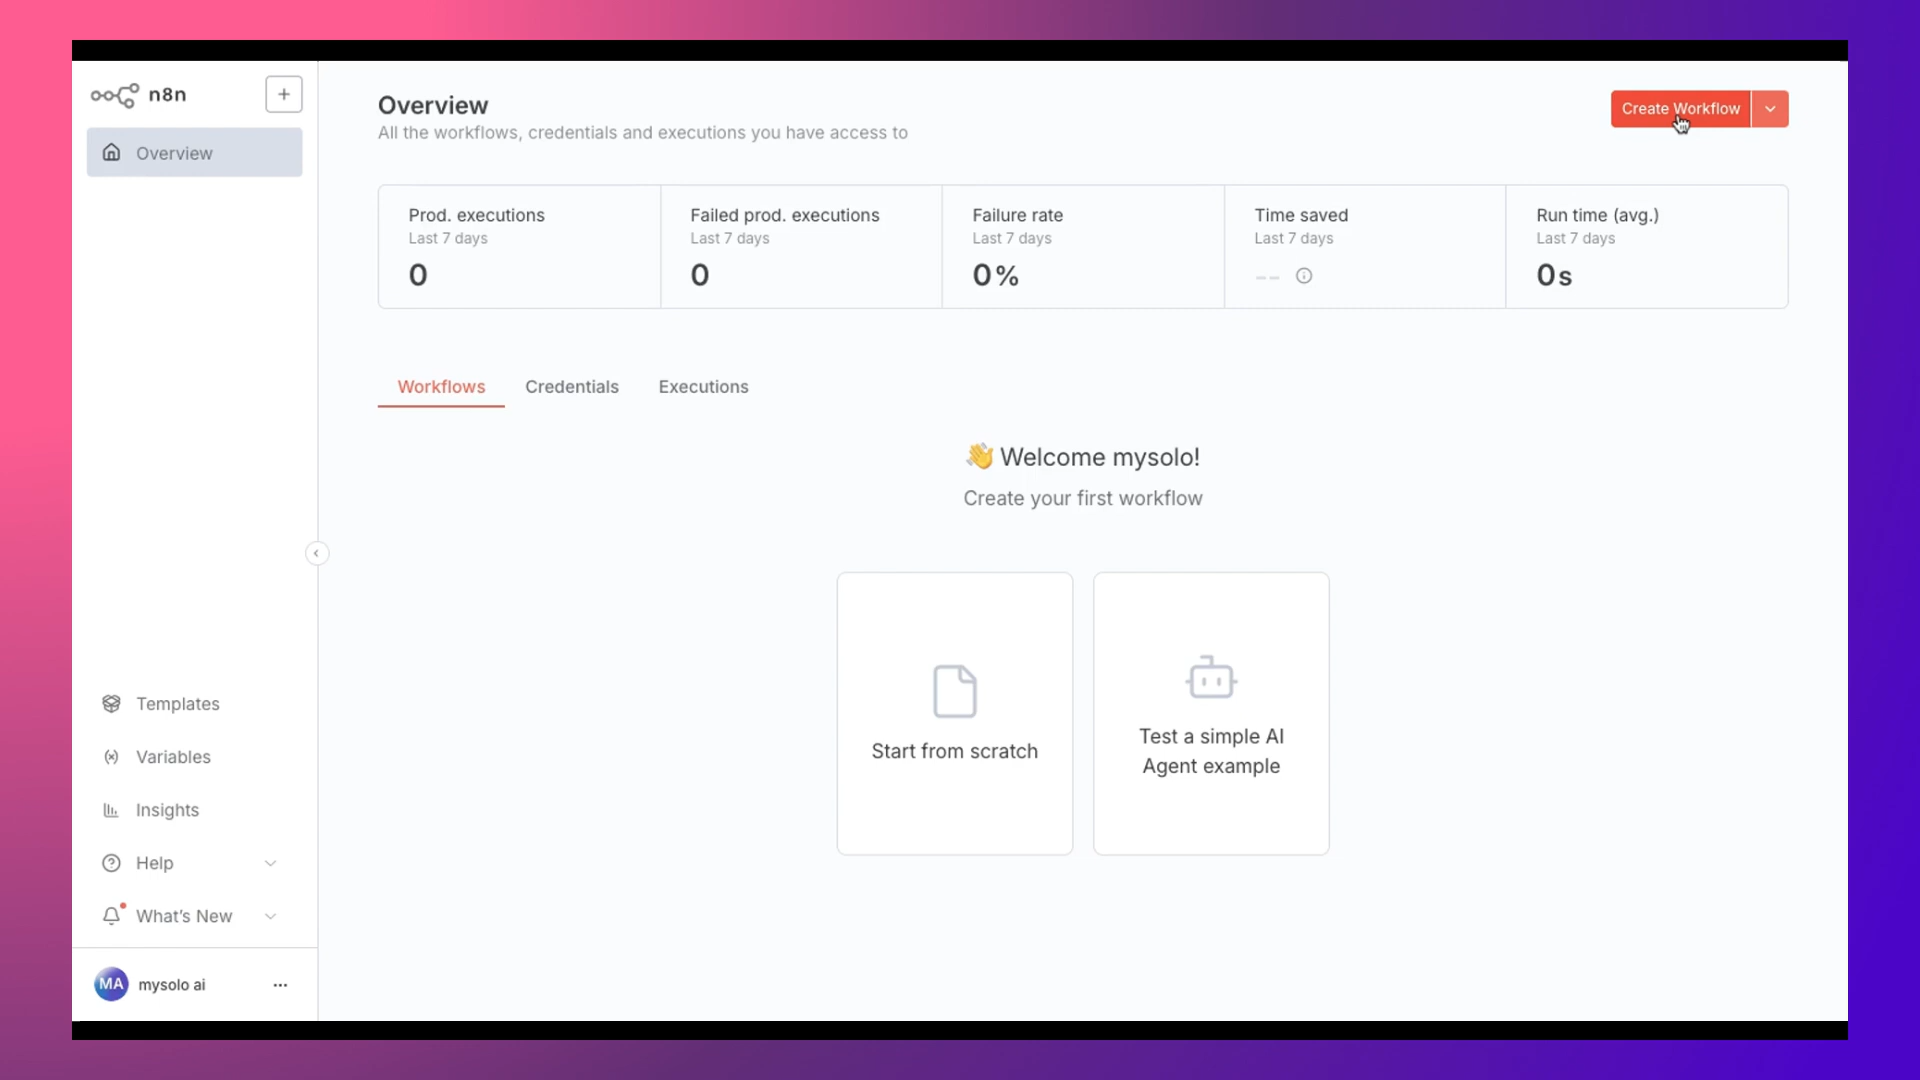 n8n
Overview
Overview
All the workflows, credentials and executions you have access to
Create Workflow
Prod. executions
Last 7 days
0
Failed prod. executions
Last 7 days
0
Failure rate
Last 7 days
0%
Time saved
Last 7 days
--
Run time (avg.)
Last 7 days
0s
Workflows Credentials Executions
👋 Welcome mysolo!
Create your first workflow
Start from scratch
Test a simple AI
Agent example
Templates
Variables
Insights
Help
What's New
MA mysolo ai